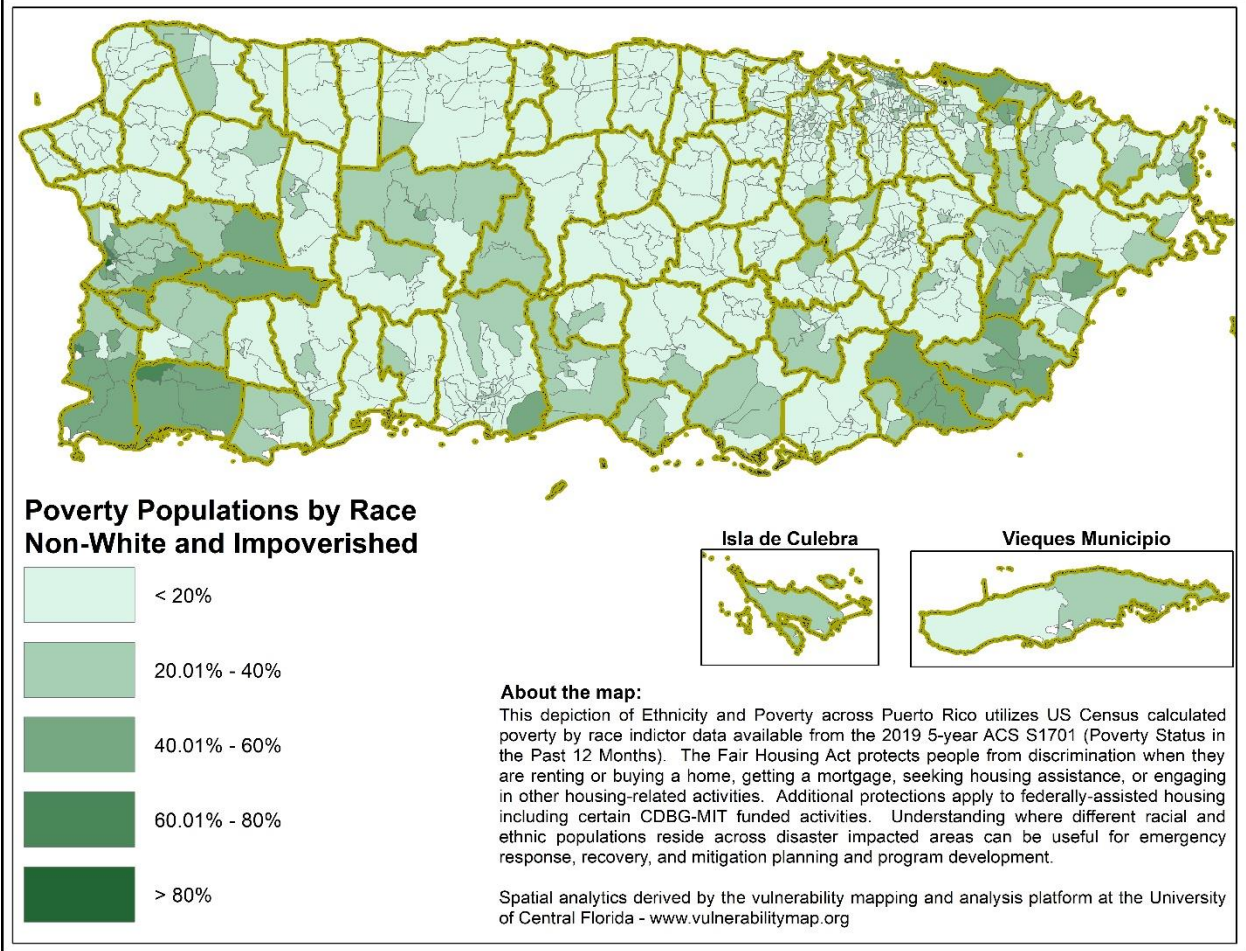 Poverty Populations by Race
Non-White and Impoverished
< 20%
20.01% - 40%
40.01% - 60%
60.01% - 80%
> 80%
Isla de Culebra
Vieques Municipio
About the map:
This depiction of Ethnicity and Poverty across Puerto Rico utilizes US Census calculated
poverty by race indictor data available from the 2019 5-year ACS S1701 (Poverty Status in
the Past 12 Months). The Fair Housing Act protects people from discrimination when they
are renting or buying a home, getting a mortgage, seeking housing assistance, or engaging
in other housing-related activities. Additional protections apply to federally-assisted housing
including certain CDBG-MIT funded activities. Understanding where different racial and
ethnic populations reside across disaster impacted areas can be useful for emergency
response, recovery, and mitigation planning and program development.
Spatial analytics derived by the vulnerability mapping and analysis platform at the University
of Central Florida - www.vulnerabilitymap.org